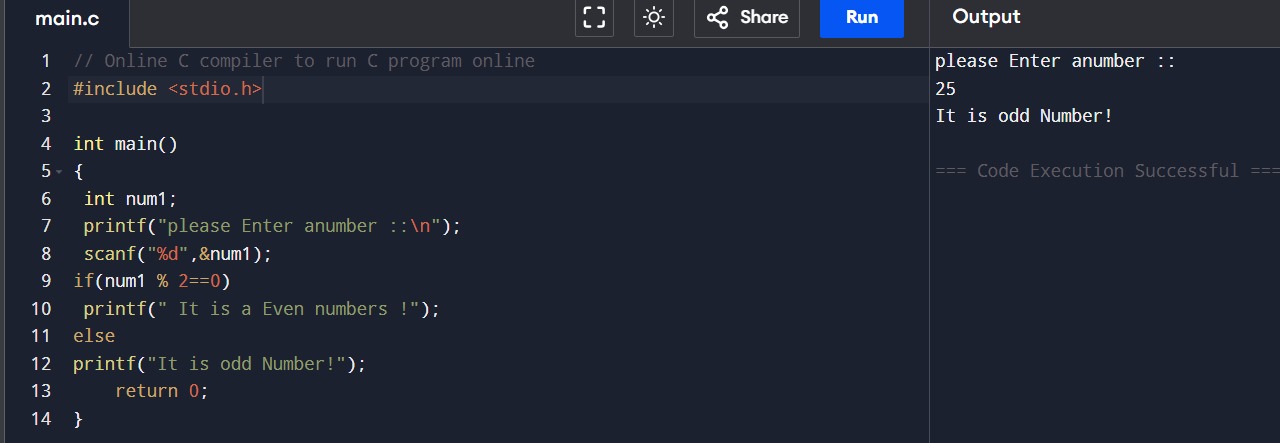 main.c
Share
Run
Output
1 // Online C compiler to run C program online
2 #include <stdio.h>
3
4 int main()
5 {
6  int num1;
7  printf("please Enter anumber ::\n");
8  scanf("%d",&num1);
9 if(num1 % 2==0)
10  printf(" It is a Even numbers !");
11 else
12 printf("It is odd Number!");
13     return 0;
14 }
please Enter anumber ::
25
It is odd Number!
=== Code Execution Successful ===